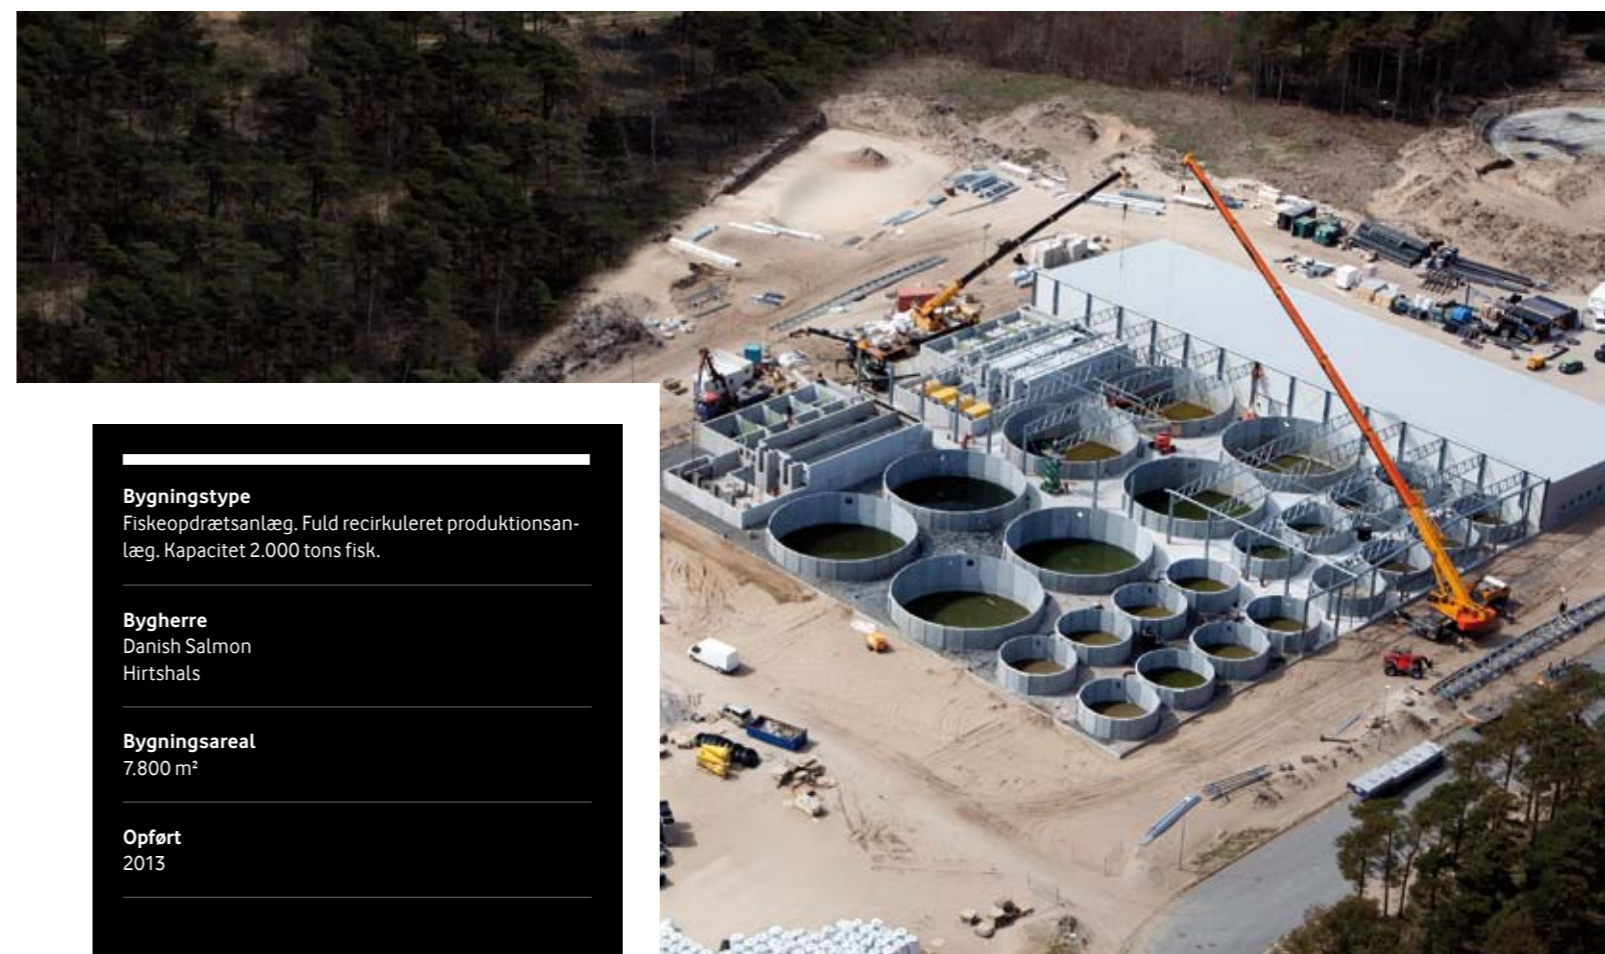 Bygningstype
Fiskeopdrætsanlæg. Fuld recirkuleret produktionsan-
læg. Kapacitet 2.000 tons fisk.
Bygherre
Danish Salmon
Hirtshals
Bygningsareal
7.800 m²
Opført
2013